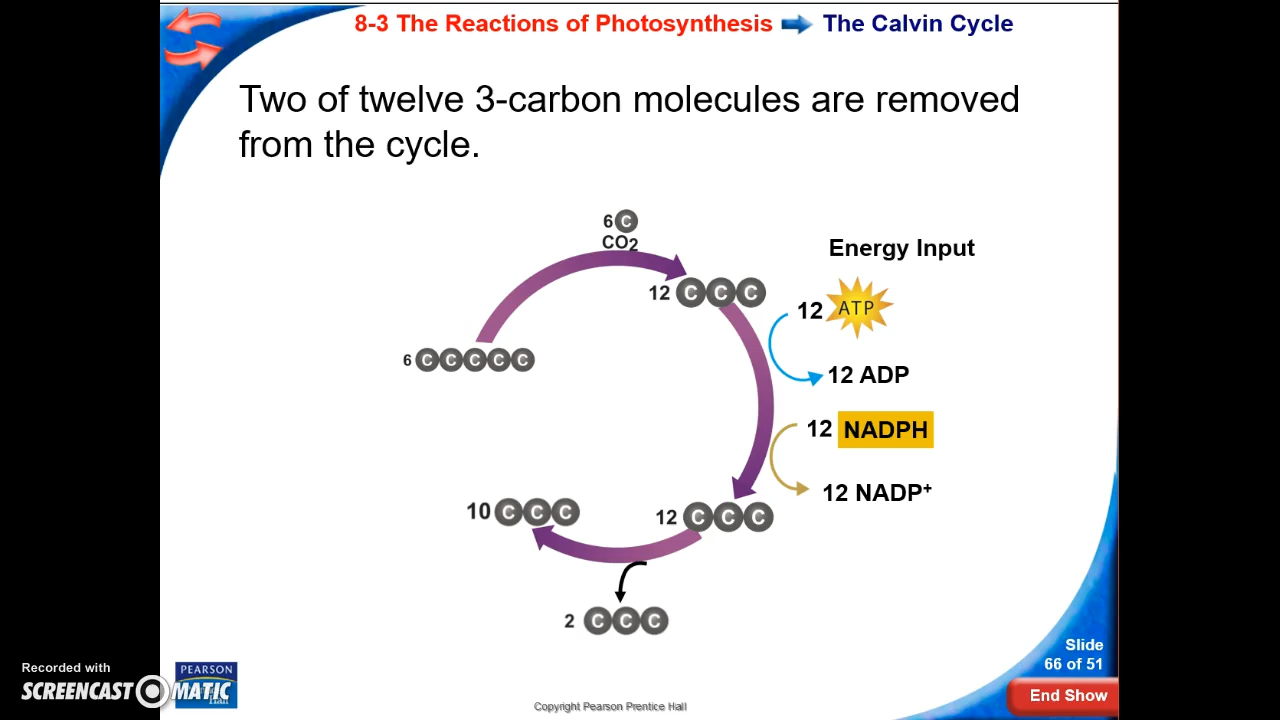 8-3 The Reactions of Photosynthesis The Calvin Cycle
Two of twelve 3-carbon molecules are removed
from the cycle.
6 C
CO2
Energy Input
12 C C C
12 ATP
6 C C C C C
12 ADP
12 NADPH
12 NADP+
10 C C C
12 C C C
2 C C C
Slide
66 of 51
End Show
Recorded with
SCREENCAST MATIC
PEARSON
Hall
Copyright Pearson Prentice Hall